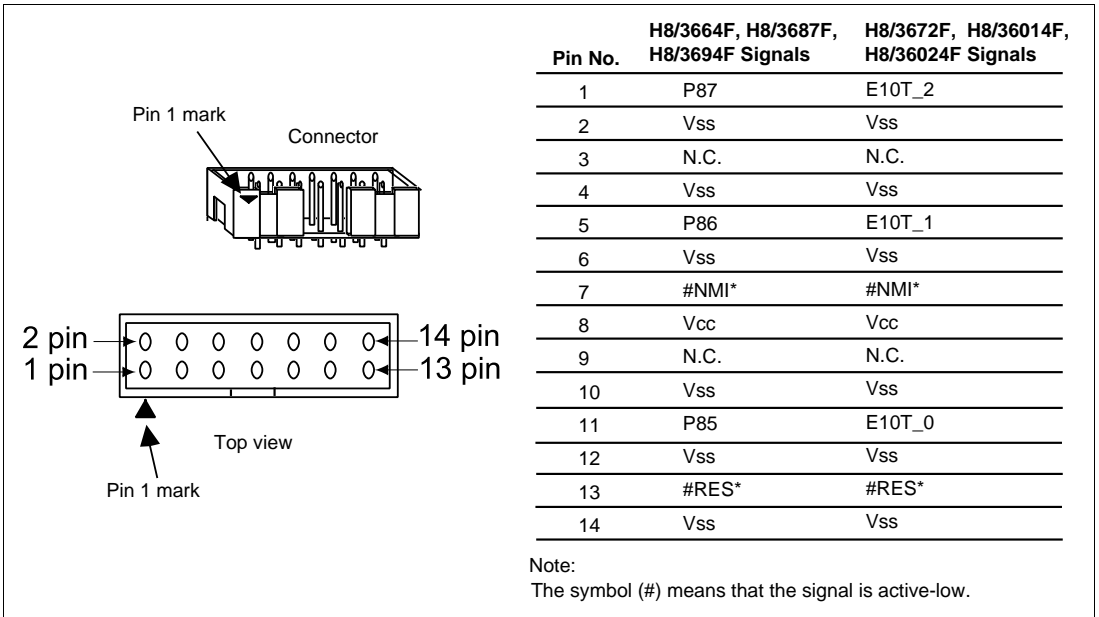 Pin 1 mark
Connector
2 pin
14 pin
1 pin
13 pin
Top view
Pin 1 mark
Pin No. H8/3664F, H8/3687F, H8/3694F Signals H8/3672F, H8/36014F, H8/36024F Signals
1 P87 E10T_2
2 Vss Vss
3 N.C. N.C.
4 Vss Vss
5 P86 E10T_1
6 Vss Vss
7 #NMI* #NMI*
8 Vcc Vcc
9 N.C. N.C.
10 Vss Vss
11 P85 E10T_0
12 Vss Vss
13 #RES* #RES*
14 Vss Vss
Note:
The symbol (#) means that the signal is active-low.